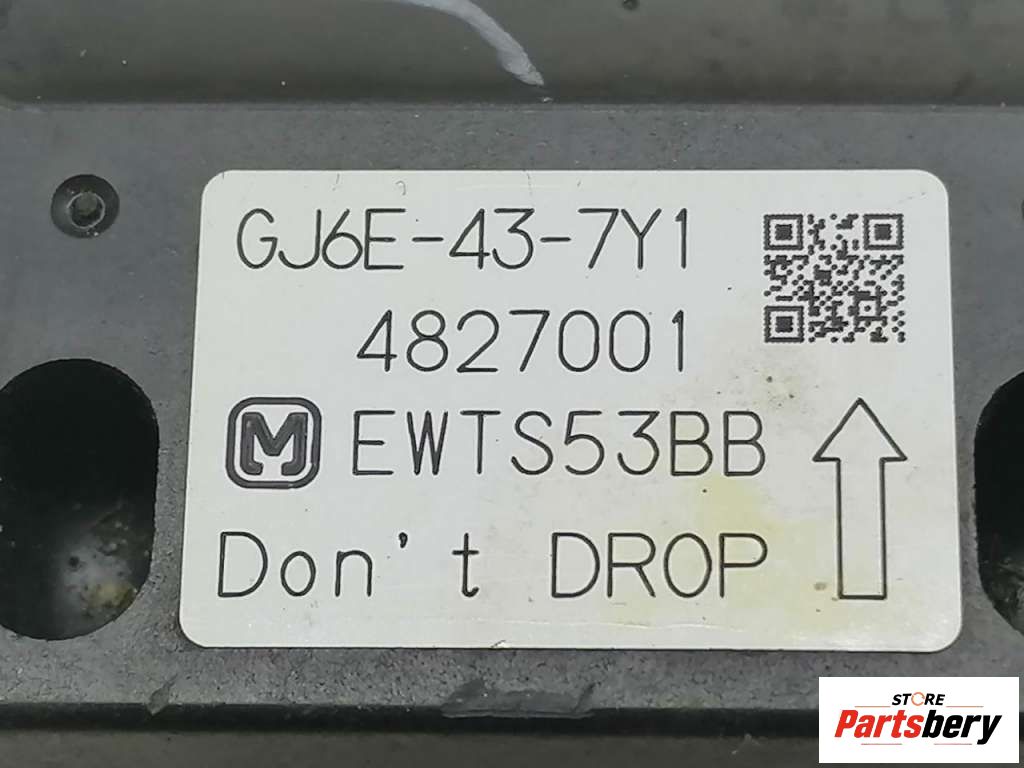 GJ6E-43-7Y1
4827001
M EWTS53BB
Don't DROP
STORE
Partsbery